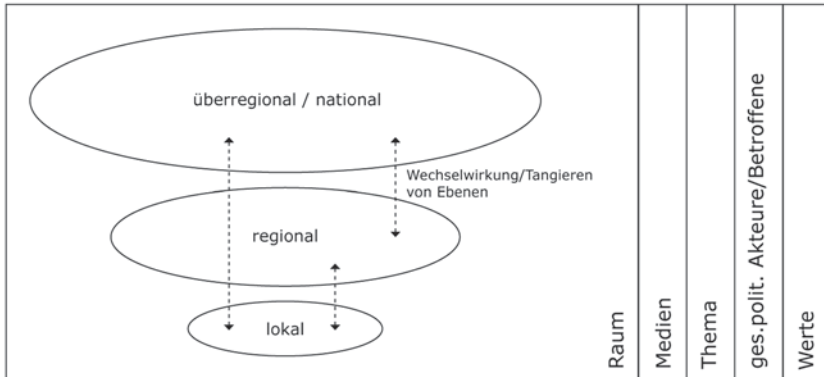 überregional / national
Wechselwirkung/Tangieren
von Ebenen
regional
lokal
Raum
Medien
Thema
ges.polit. Akteure/Betroffene
Werte